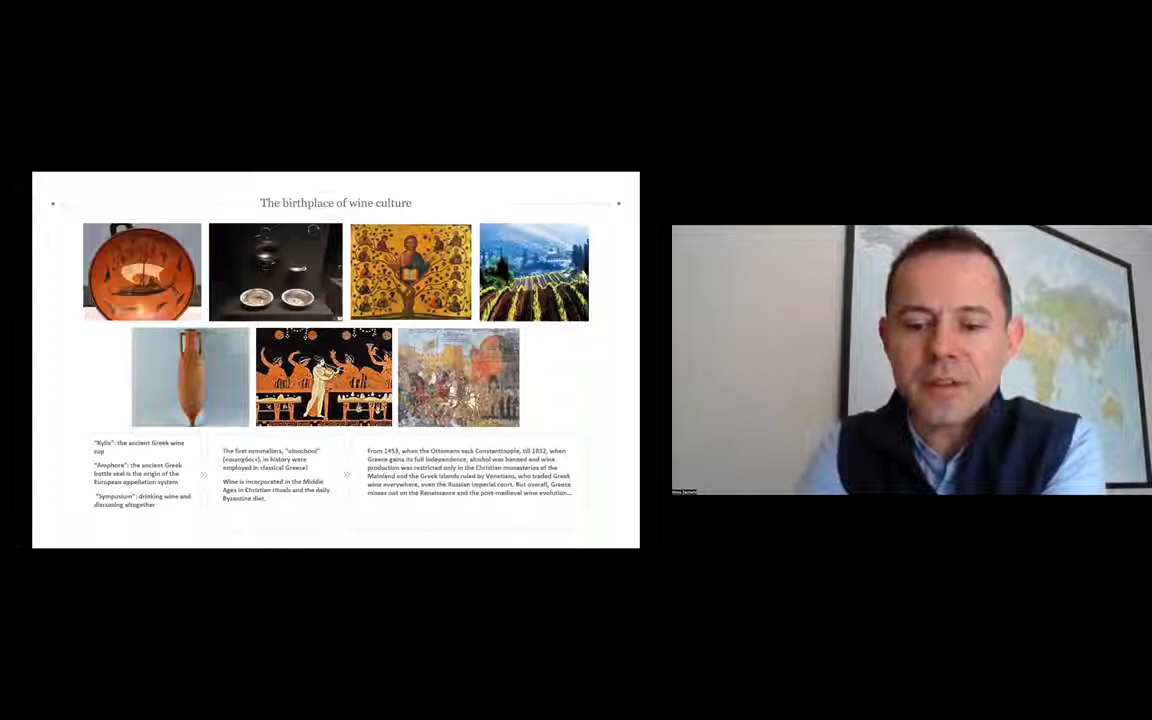 The birthplace of wine culture
"Kylix": the ancient Greek wine
cup
"Amphora": the ancient Greek
bottle seal is the origin of the
European appellation system
"Symposium": drinking wine and
discussing altogether
The first sommeliers, "oinochooi"
(«οινοχόοι»), in history were
employed in classical Greece!
Wine is incorporated in the Middle
Ages in Christian rituals and the daily
Byzantine diet.
From 1453, when the Ottomans sack Constantinople, till 1832, when
Greece gains its full independence, alcohol was banned and wine
production was restricted only in the Christian monasteries of the
Mainland and the Greek islands ruled by Venetians, who traded Greek
wine everywhere, even the Russian Imperial court. But overall, Greece
misses out on the Renaissance and the post-medieval wine evolution...